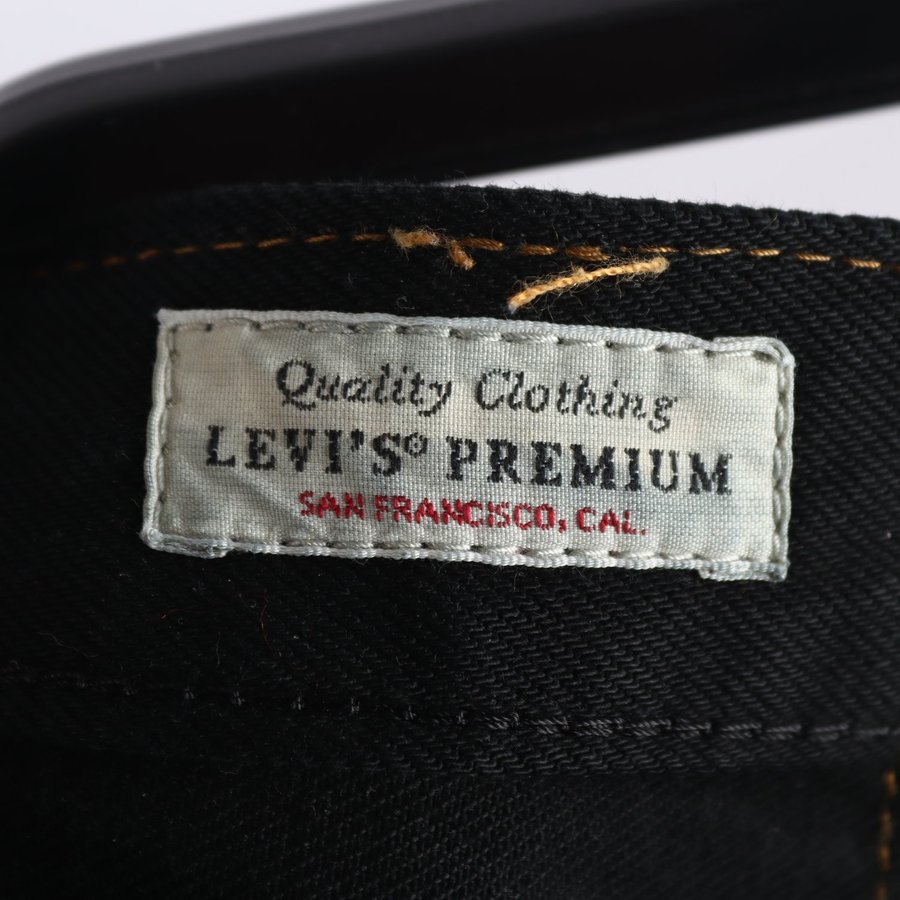 Quality Clothing
LEVI'S® PREMIUM
SAN FRANCISCO, CAL.